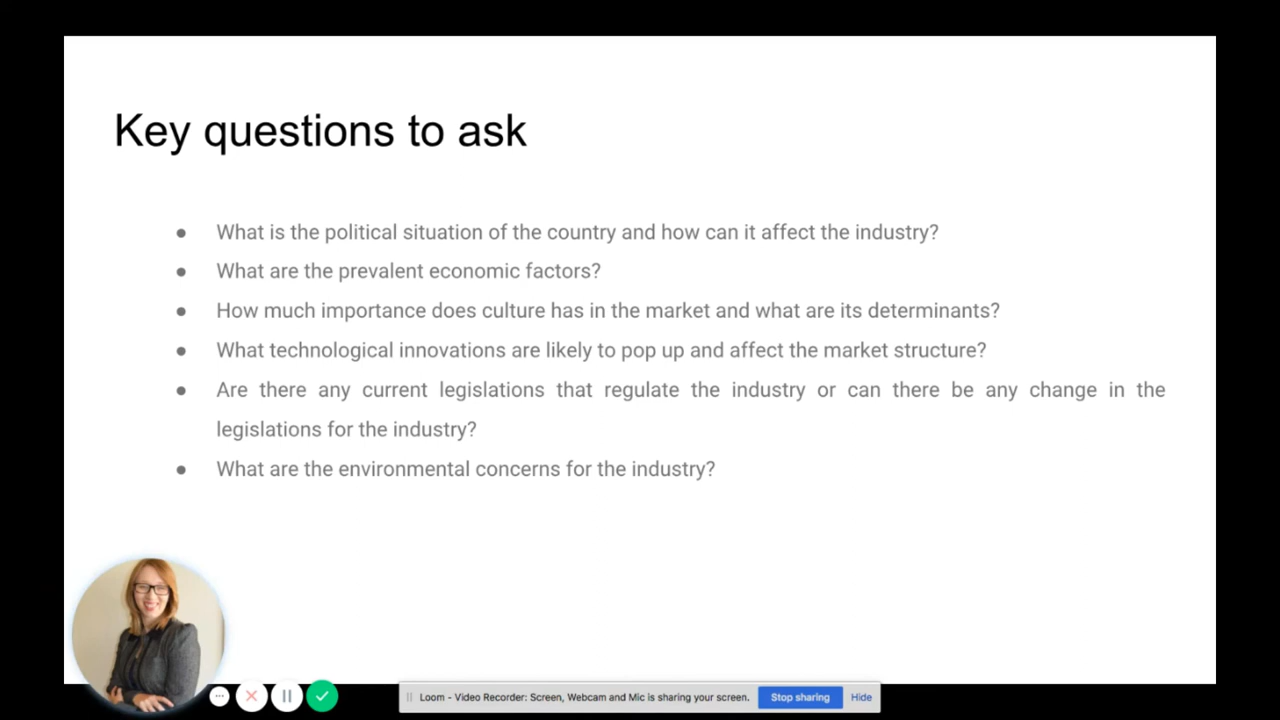 Key questions to ask
● What is the political situation of the country and how can it affect the industry?
● What are the prevalent economic factors?
● How much importance does culture has in the market and what are its determinants?
● What technological innovations are likely to pop up and affect the market structure?
● Are there any current legislations that regulate the industry or can there be any change in the
legislations for the industry?
● What are the environmental concerns for the industry?
Loom - Video Recorder: Screen, Webcam and Mic is sharing your screen. Stop sharing Hide